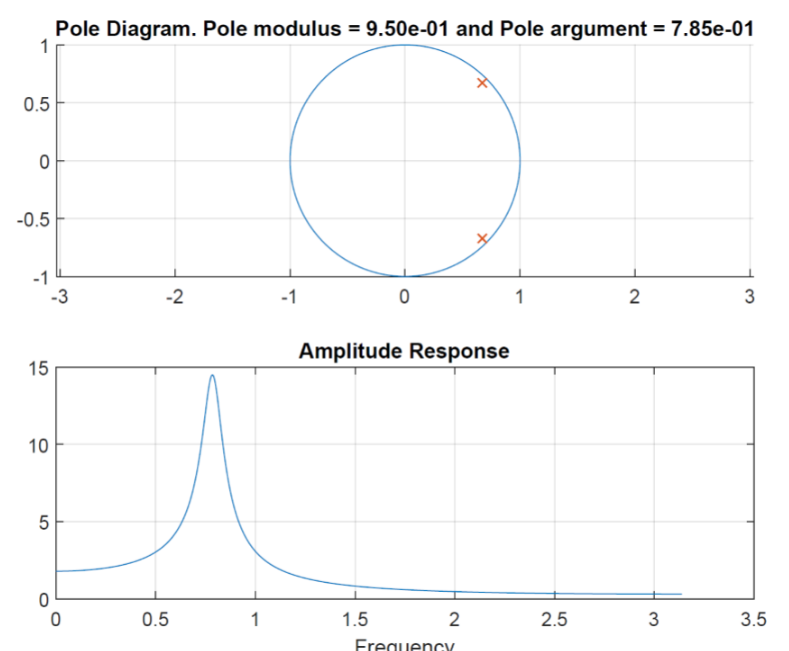 Pole Diagram. Pole modulus = 9.50e-01 and Pole argument = 7.85e-01
1
0.5
0
-0.5
-1
-3 -2 -1 0 1 2 3
Amplitude Response
15
10
5
0
0 0.5 1 1.5 2 2.5 3 3.5
Frequency